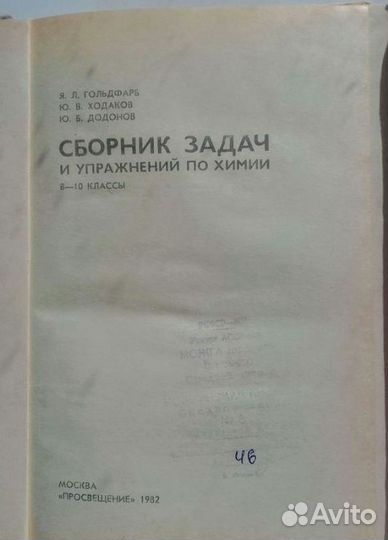 Я. Л. ГОЛЬДФАРБ
Ю. В. ХОДАКОВ
Ю. Б. ДОДОНОВ
СБОРНИК ЗАДАЧ
И УПРАЖНЕНИЙ ПО ХИМИИ
8—10 КЛАССЫ
46
МОСКВА
«ПРОСВЕЩЕНИЕ» 1982
Avito